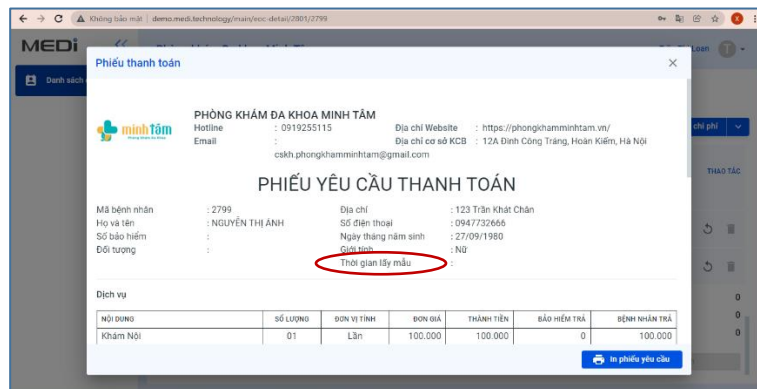 Không bảo mật | demo.medi.technology/main/eoc-detail/2801/2799
MEDi
Loan
T
Danh sách
Phiếu thanh toán
chi phí
THAO TÁC
minh tâm
PHÒNG KHÁM ĐA KHOA MINH TÂM
Hotline : 0919255115 Địa chỉ Website : https://phongkhamminhtam.vn/
Email : Địa chỉ cơ sở KCB : 12A Đinh Công Tráng, Hoàn Kiếm, Hà Nội
cskh.phongkhamminhtam@gmail.com
PHIẾU YÊU CẦU THANH TOÁN
Mã bệnh nhân : 2799 Địa chỉ : 123 Trần Khát Chân
Họ và tên : NGUYỄN THỊ ÁNH Số điện thoại : 0947732666
Số bảo hiểm : Ngày tháng năm sinh : 27/09/1980
Đối tượng : Giới tính : Nữ
Thời gian lấy mẫu :
Dịch vụ
NỘI DUNG SỐ LƯỢNG ĐƠN VỊ TÍNH ĐƠN GIÁ THÀNH TIỀN BẢO HIỂM TRẢ BỆNH NHÂN TRẢ
Khám Nội 01 Lần 100.000 100.000 0 100.000
0
0
0
In phiếu yêu cầu